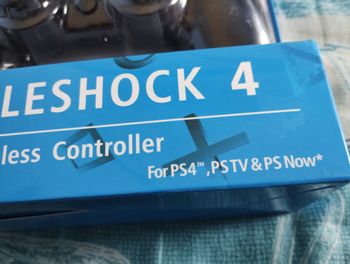 LESHOCK 4
less Controller
For PS4™, PSTV & PS Now*